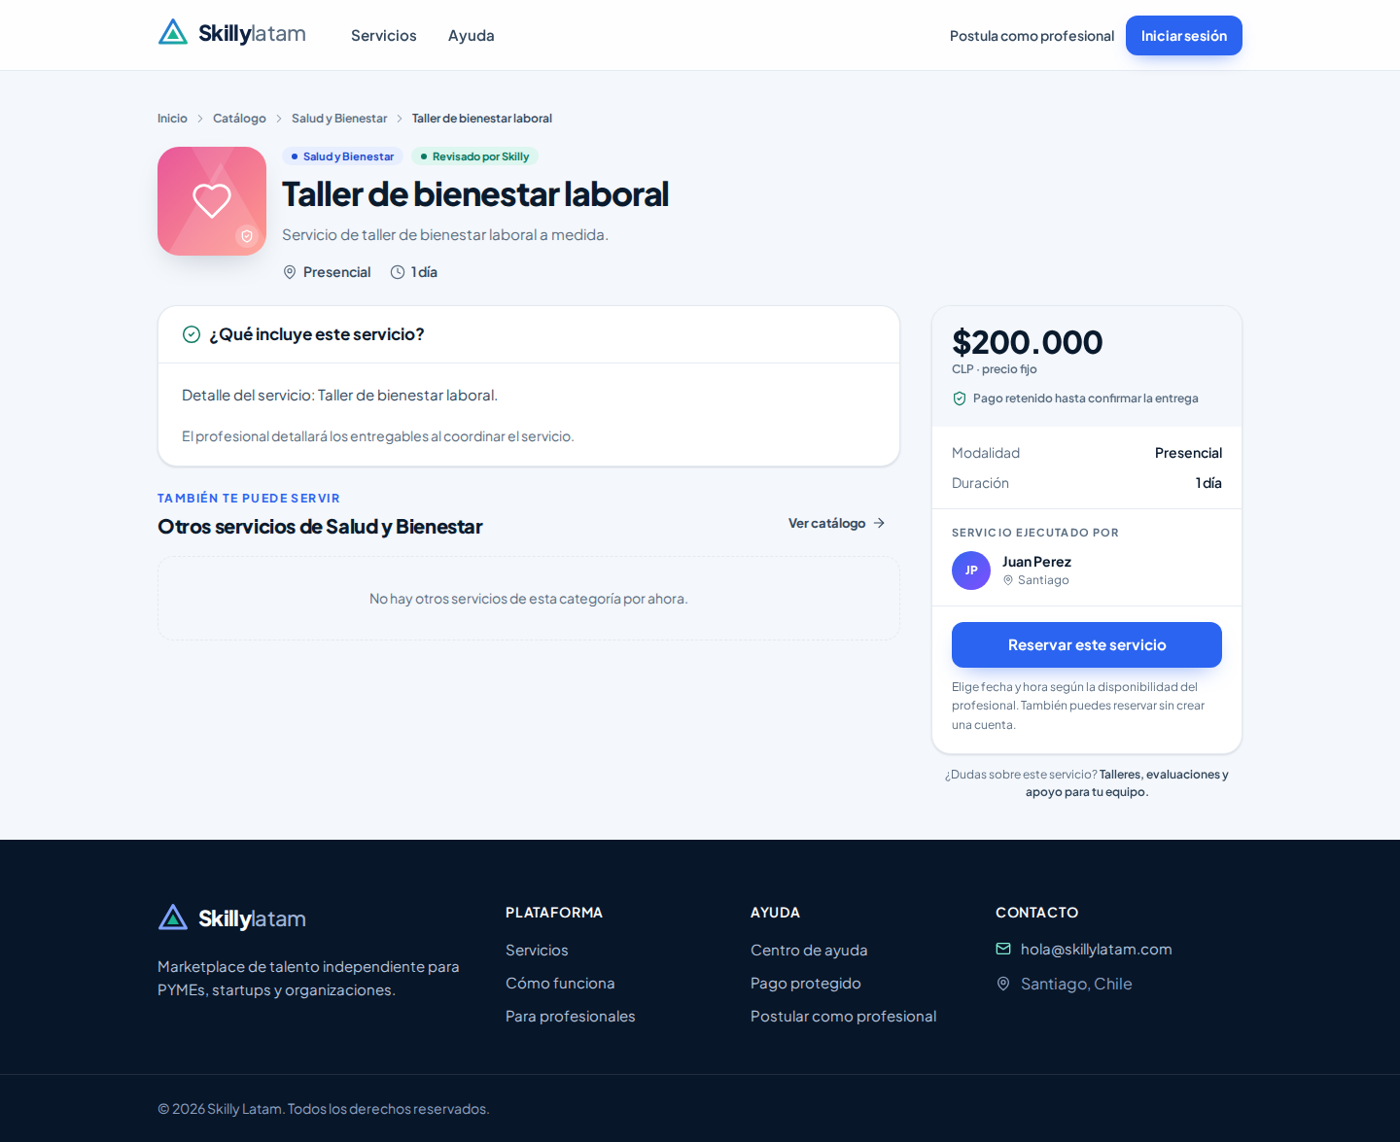 Skillylatam
Servicios
Ayuda
Postula como profesional
Iniciar sesión
Inicio
Catálogo
Salud y Bienestar
Taller de bienestar laboral
Salud y Bienestar
Revisado por Skilly
Taller de bienestar laboral
Servicio de taller de bienestar laboral a medida.
Presencial
1 día
¿Qué incluye este servicio?
Detalle del servicio: Taller de bienestar laboral.
El profesional detallará los entregables al coordinar el servicio.
TAMBIÉN TE PUEDE SERVIR
Otros servicios de Salud y Bienestar
Ver catálogo
No hay otros servicios de esta categoría por ahora.
$200.000
CLP · precio fijo
Pago retenido hasta confirmar la entrega
Modalidad
Presencial
Duración
1 día
SERVICIO EJECUTADO POR
JP
Juan Perez
Santiago
Reservar este servicio
Elige fecha y hora según la disponibilidad del
profesional. También puedes reservar sin crear
una cuenta.
¿Dudas sobre este servicio? Talleres, evaluaciones y
apoyo para tu equipo.
Skillylatam
Marketplace de talento independiente para
PYMEs, startups y organizaciones.
PLATAFORMA
Servicios
Cómo funciona
Para profesionales
AYUDA
Centro de ayuda
Pago protegido
Postular como profesional
CONTACTO
hola@skillylatam.com
Santiago, Chile
© 2026 Skilly Latam. Todos los derechos reservados.